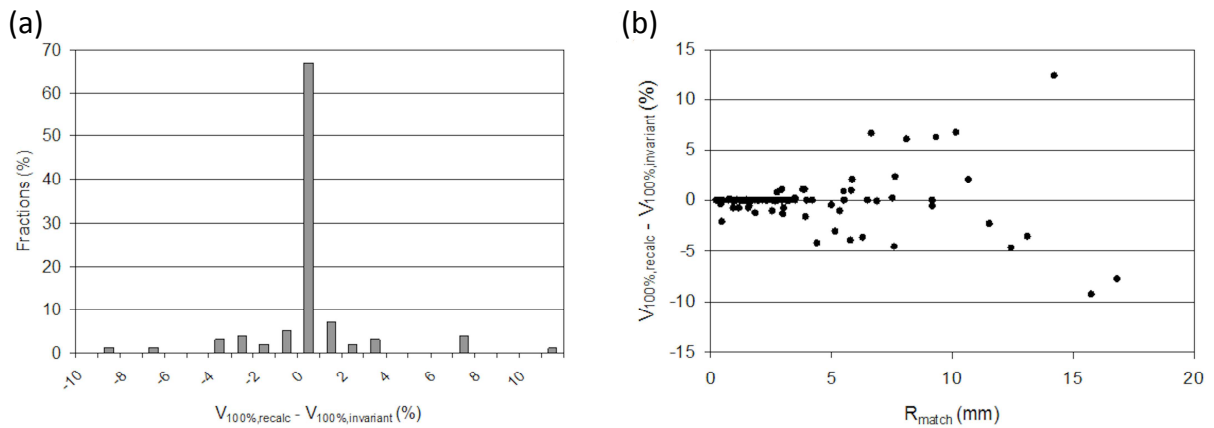 (a)
70
60
50
40
30
20
10
0
Fractions (%)
-10 -8 -6 -4 -2 0 2 4 6 8 10
V100%,recalc - V100%,invariant (%)
(b)
15
10
5
0
-5
-10
-15
V100%,recalc - V100%,invariant (%)
0 5 10 15 20
Rmatch (mm)